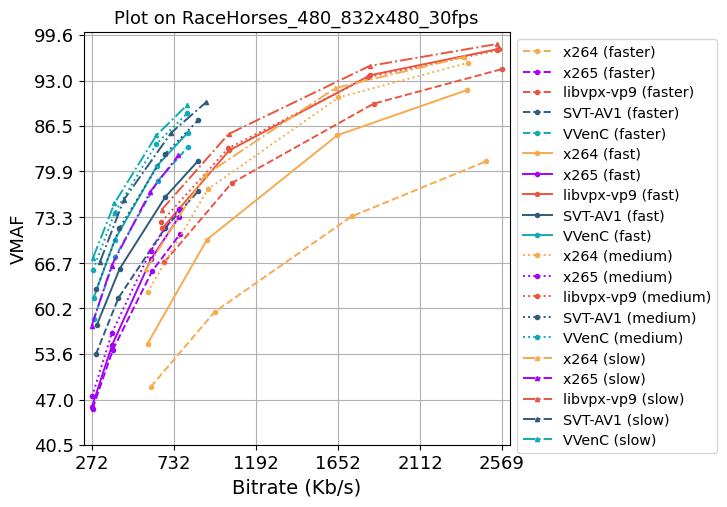 Plot on RaceHorses_480_832x480_30fps
99.6
93.0
86.5
79.9
73.3
66.7
60.2
53.6
47.0
40.5
VMAF
272
732
1192
1652
2112
2569
Bitrate (Kb/s)
x264 (faster)
x265 (faster)
libvpx-vp9 (faster)
SVT-AV1 (faster)
VVenC (faster)
x264 (fast)
x265 (fast)
libvpx-vp9 (fast)
SVT-AV1 (fast)
VVenC (fast)
x264 (medium)
x265 (medium)
libvpx-vp9 (medium)
SVT-AV1 (medium)
VVenC (medium)
x264 (slow)
x265 (slow)
libvpx-vp9 (slow)
SVT-AV1 (slow)
VVenC (slow)